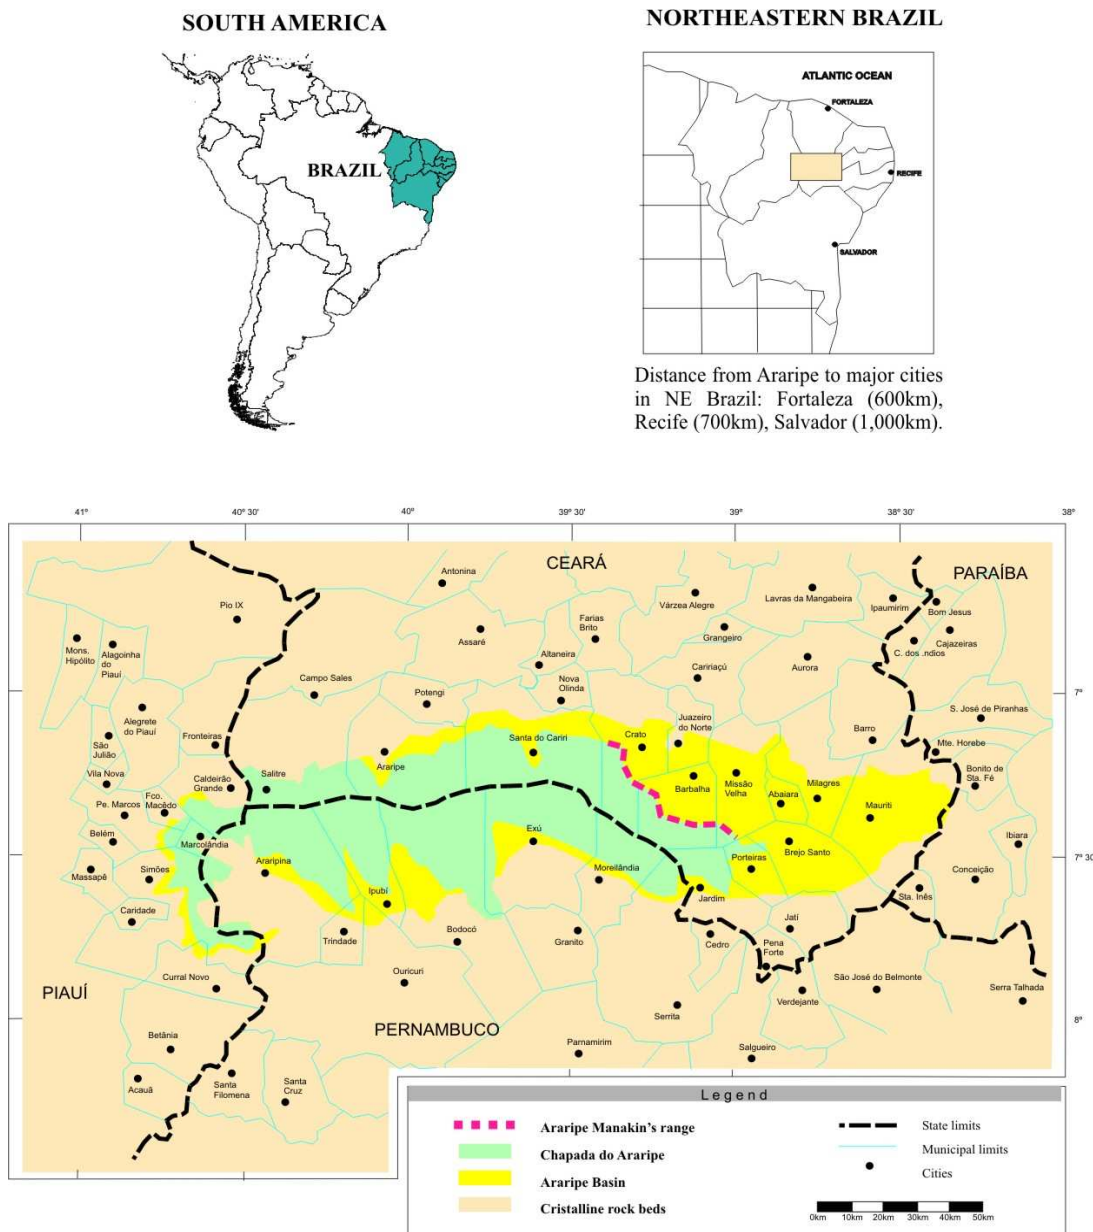 SOUTH AMERICA
BRAZIL
NORTHEASTERN BRAZIL
ATLANTIC OCEAN
FORTALEZA
RECIFE
SALVADOR
Distance from Araripe to major cities
in NE Brazil: Fortaleza (600km),
Recife (700km), Salvador (1,000km).
41°
40° 30'
40°
39° 30'
39°
38° 30'
38°
CEARÁ
PARAÍBA
Antonina
Pio IX
Várzea Alegre
Lavras da Mangabeira
Ipaumirim
Bom Jesus
Mons.
Hipólito
Alagoinha
do
Piauí
Assaré
Farias
Brito
Grangeiro
Cajazeiras
C. dos .ndios
Altaneira
Caririaçú
Aurora
Campo Sales
Potengi
Nova
Olinda
7°
7°
Alegrete
do Piauí
São
Julião
Fronteiras
Juazeiro
do Norte
S. José de Piranhas
Barro
Mte. Horebe
Crato
Santa do Cariri
Araripe
Vila Nova
Caldeirão
Grande
Salitre
Bonito de
Sta. Fé
Pe. Marcos
Fco.
Macêdo
Barbalha
Missão
Velha
Abaiara
Milagres
Mauriti
Belém
Marcolândia
Exú
Ibiara
7° 30'
7° 30'
Massapê
Simões
Araripina
Ipubí
Moreilândia
Porteiras
Brejo Santo
Conceição
Jardim
Sta. Inês
Caridade
Trindade
Bodocó
Granito
Cedro
Jatí
Pena
Forte
Curral Novo
Ouricuri
São José do Belmonte
Serra Talhada
Verdejante
PIAUÍ
PERNAMBUCO
Serrita
8°
8°
Betânia
Parnamirim
Salgueiro
Acauã
Santa
Filomena
Santa
Cruz
Legend
Araripe Manakin's range
Chapada do Araripe
Araripe Basin
Cristalline rock beds
State limits
Municipal limits
Cities
0km 10km 20km 30km 40km 50km